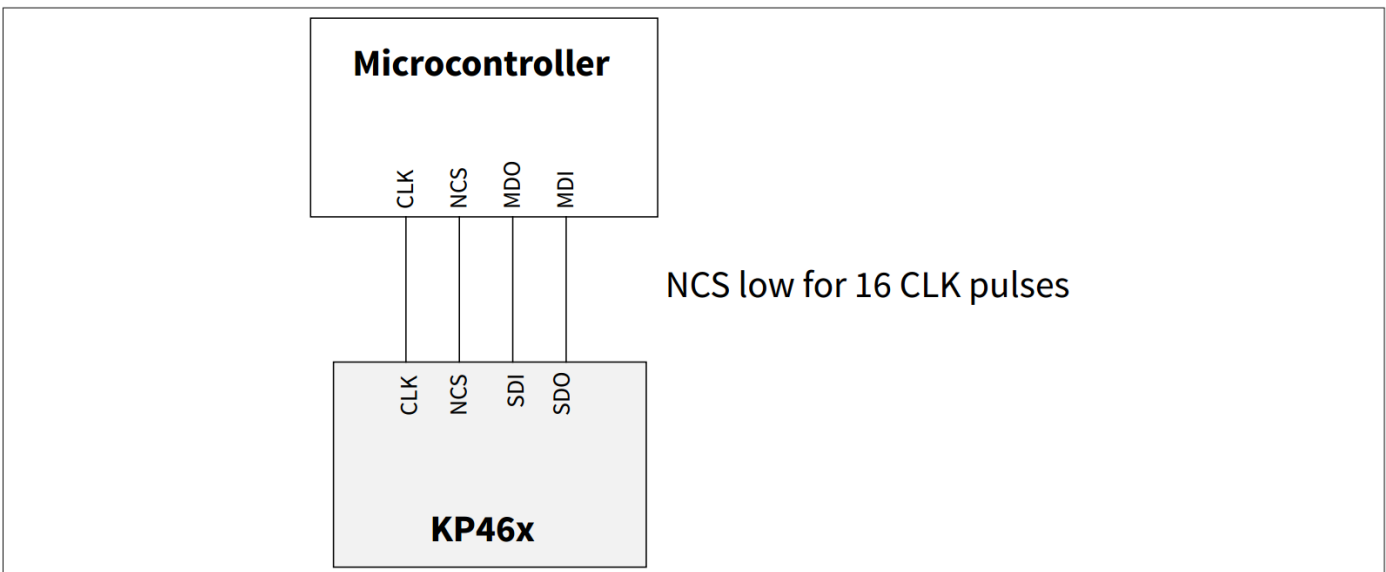 Microcontroller
CLK NCS MDO MDI
NCS low for 16 CLK pulses
CLK NCS SDI SDO
KP46x